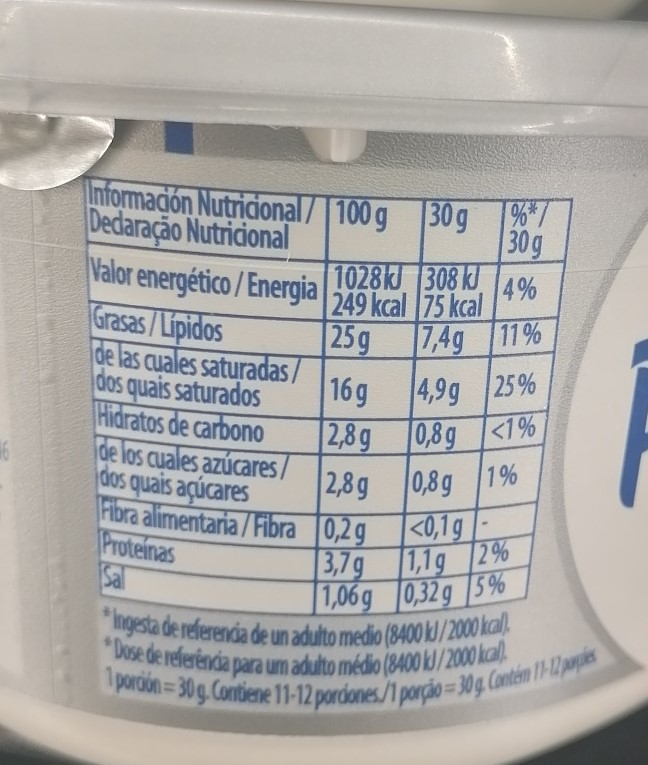 Información Nutricional / Declaração Nutricional | 100 g | 30 g | %*/ 30 g
Valor energético / Energia | 1028 kJ 249 kcal | 308 kJ 75 kcal | 4%
Grasas / Lípidos | 25 g | 7,4 g | 11%
de las cuales saturadas / dos quais saturados | 16 g | 4,9 g | 25%
Hidratos de carbono | 2,8 g | 0,8 g | <1%
de los cuales azúcares / dos quais açúcares | 2,8 g | 0,8 g | 1%
Fibra alimentaria / Fibra | 0,2 g | <0,1 g | -
Proteínas | 3,7 g | 1,1 g | 2%
Sal | 1,06 g | 0,32 g | 5%
*Ingesta de referencia de un adulto medio (8400 kJ / 2000 kcal).
*Dose de referência para um adulto médio (8400 kJ / 2000 kcal).
1 porción = 30 g. Contiene 11-12 porciones./1 porção = 30 g. Contém 11-12 porções